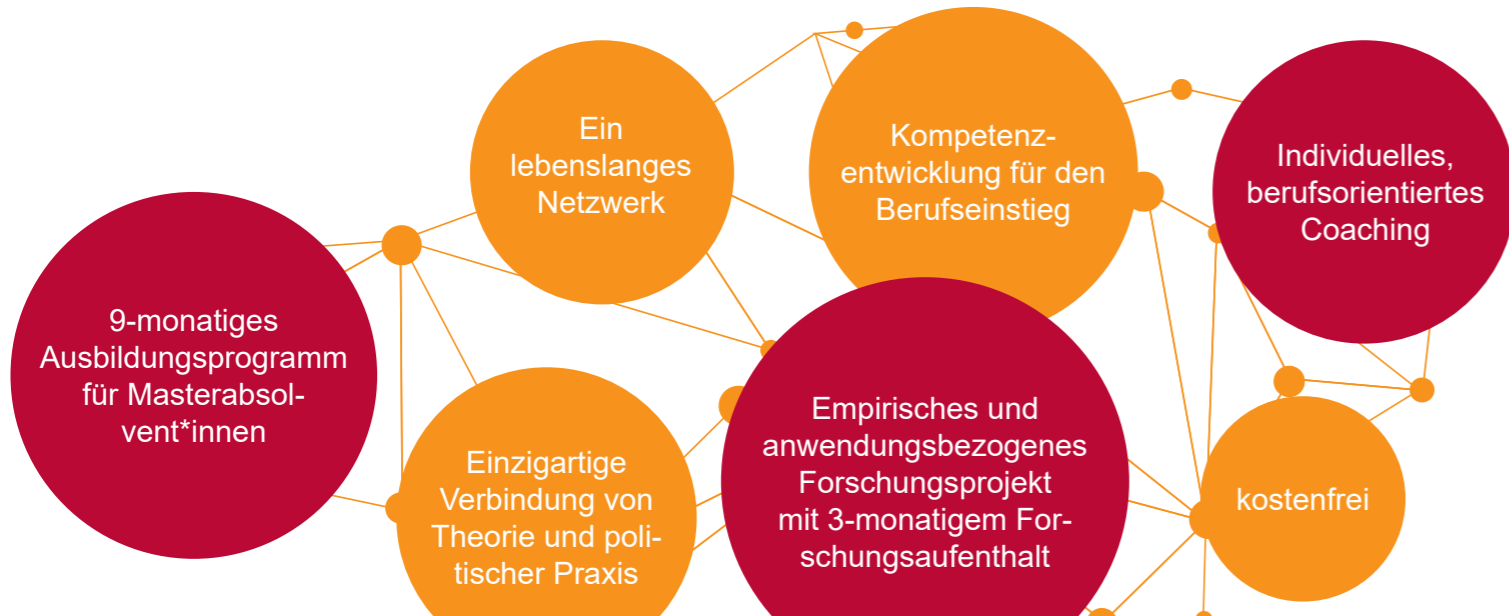 Ein
lebenslanges
Netzwerk
Kompetenz-
entwicklung für den
Berufseinstieg
Individuelles,
berufsorientiertes
Coaching
9-monatiges
Ausbildungsprogramm
für Masterabsol-
vent*innen
Einzigartige
Verbindung von
Theorie und poli-
tischer Praxis
Empirisches und
anwendungsbezogenes
Forschungsprojekt
mit 3-monatigem For-
schungsaufenthalt
kostenfrei